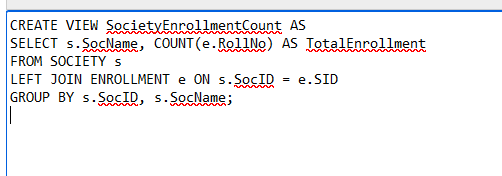 CREATE VIEW SocietyEnrollmentCount AS
SELECT s.SocName, COUNT(e.RollNo) AS TotalEnrollment
FROM SOCIETY s
LEFT JOIN ENROLLMENT e ON s.SocID = e.SID
GROUP BY s.SocID, s.SocName;